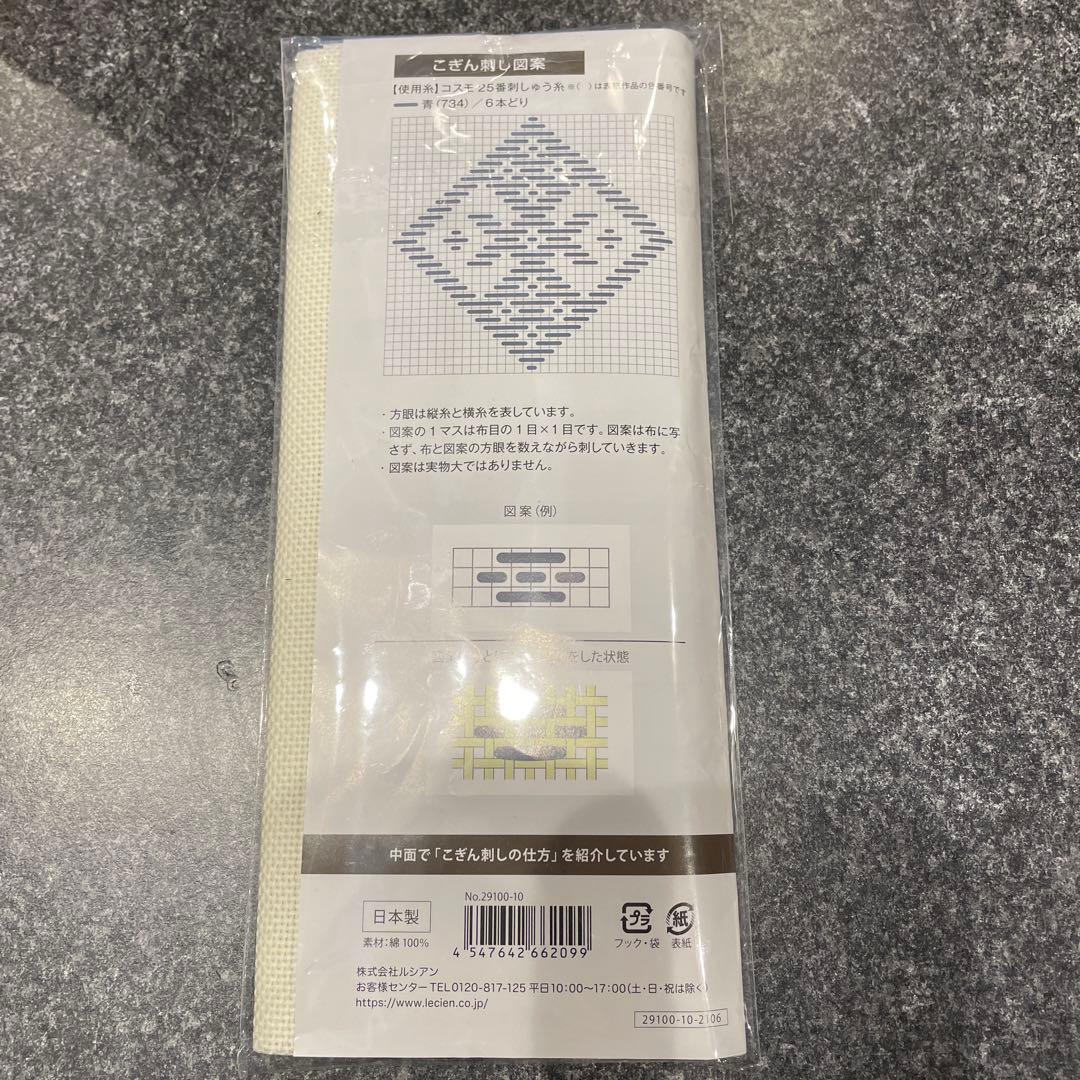 こぎん刺し図案
【使用糸】コスモ 25番刺しゅう糸 ※( )は表紙作品の色番号です
青(734)／6本どり
・方眼は縦糸と横糸を表しています。
・図案の1マスは布目の1目×1目です。図案は布に写
さず、布と図案の方眼を数えながら刺していきます。
・図案は実物大ではありません。
図案(例)
をした状態
中面で「こぎん刺しの仕方」を紹介しています
No.29100-10
日本製
素材：綿100%
4 547642 662099
プラ
フック・袋
紙
表紙
株式会社ルシアン
お客様センター TEL0120-817-125 平日10:00〜17:00(土・日・祝は除く)
https://www.lecien.co.jp/
29100-10-2106